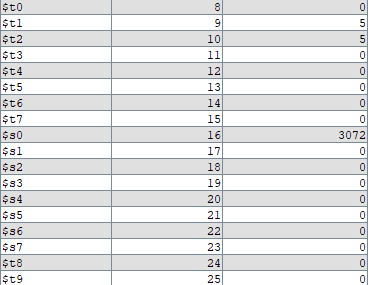 $t0 8 0
$t1 9 5
$t2 10 5
$t3 11 0
$t4 12 0
$t5 13 0
$t6 14 0
$t7 15 0
$s0 16 3072
$s1 17 0
$s2 18 0
$s3 19 0
$s4 20 0
$s5 21 0
$s6 22 0
$s7 23 0
$t8 24 0
$t9 25 0